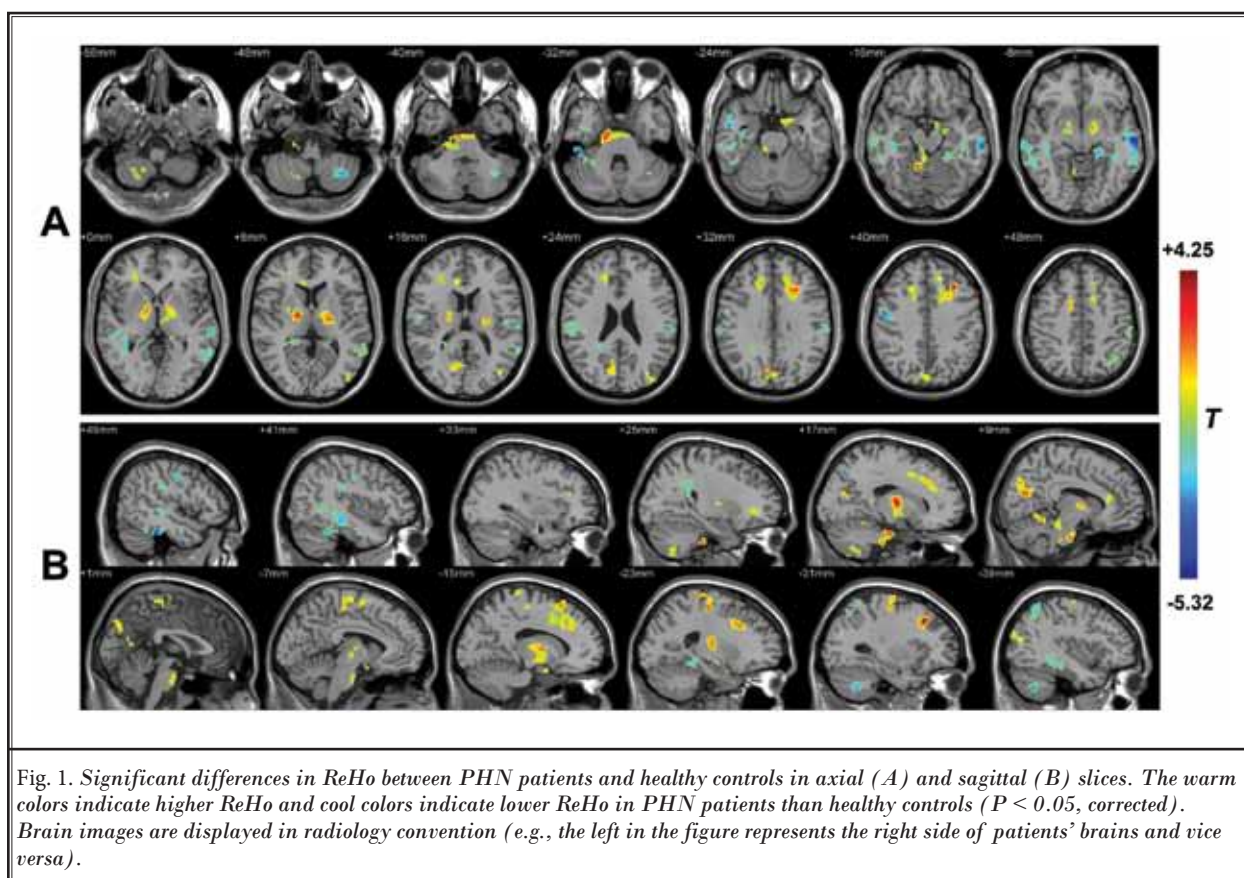 -56mm -48mm -40mm -32mm -24mm -16mm -8mm
A
+0mm +8mm +16mm +24mm +32mm +40mm +48mm
+4.25
T
-5.32
+49mm +41mm +33mm +25mm +17mm +9mm
B
+1mm -7mm -15mm -23mm -31mm -39mm
Fig. 1. Significant differences in ReHo between PHN patients and healthy controls in axial (A) and sagittal (B) slices. The warm
colors indicate higher ReHo and cool colors indicate lower ReHo in PHN patients than healthy controls (P < 0.05, corrected).
Brain images are displayed in radiology convention (e.g., the left in the figure represents the right side of patients' brains and vice
versa).